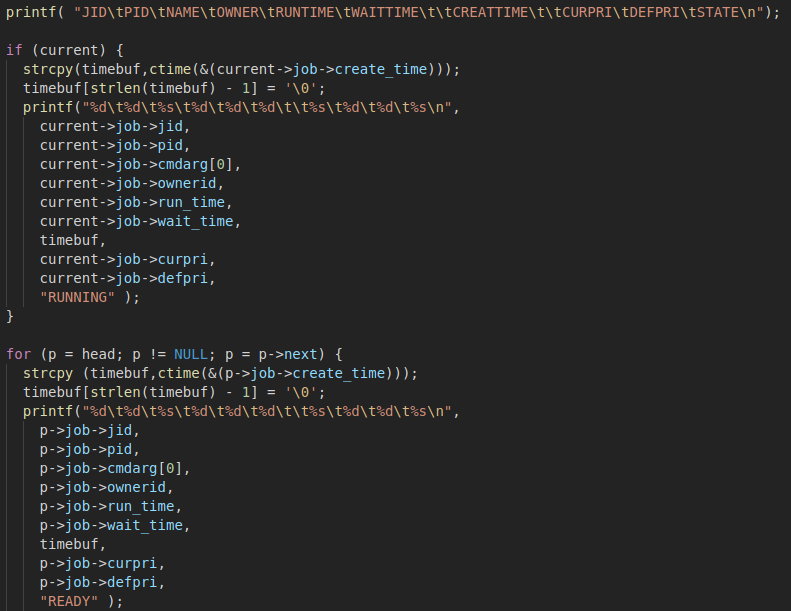 printf( "JID\tPID\tNAME\tOWNER\tRUNTIME\tWAITTIME\t\tCREATTIME\t\tCURPRI\tDEFPRI\tSTATE\n");

if (current) {
  strcpy(timebuf,ctime(&(current->job->create_time)));
  timebuf[strlen(timebuf) - 1] = '\0';
  printf("%d\t%d\t%s\t%d\t%d\t%d\t\t%s\t%d\t%d\t%s\n",
    current->job->jid,
    current->job->pid,
    current->job->cmdarg[0],
    current->job->ownerid,
    current->job->run_time,
    current->job->wait_time,
    timebuf,
    current->job->curpri,
    current->job->defpri,
    "RUNNING" );
}

for (p = head; p != NULL; p = p->next) {
  strcpy (timebuf,ctime(&(p->job->create_time)));
  timebuf[strlen(timebuf) - 1] = '\0';
  printf("%d\t%d\t%s\t%d\t%d\t%d\t\t%s\t%d\t%d\t%s\n",
    p->job->jid,
    p->job->pid,
    p->job->cmdarg[0],
    p->job->ownerid,
    p->job->run_time,
    p->job->wait_time,
    timebuf,
    p->job->curpri,
    p->job->defpri,
    "READY" );